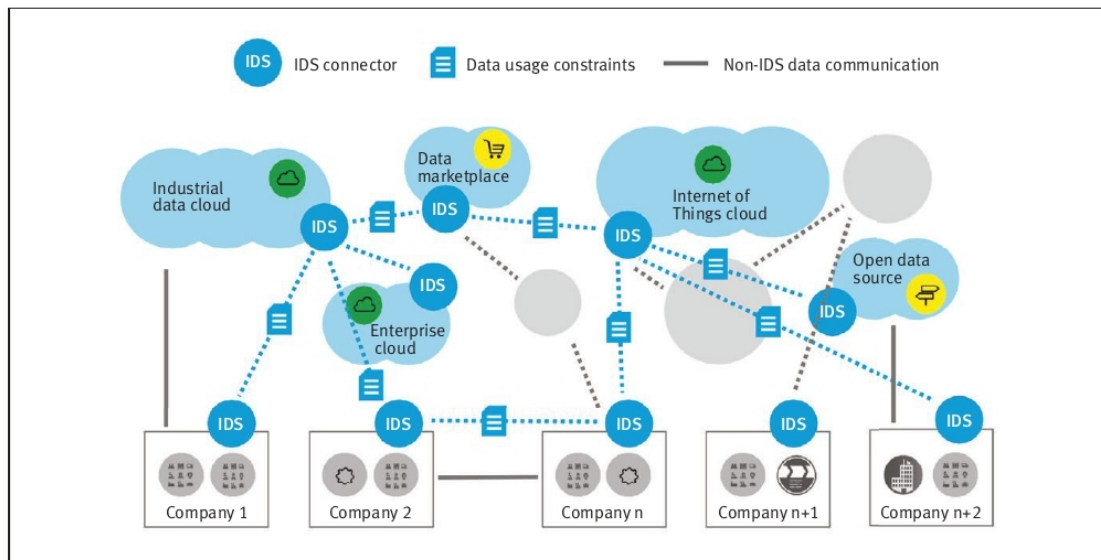 IDS IDS connector
Data usage constraints
Non-IDS data communication
Industrial
data cloud
Data
marketplace
Internet of
Things cloud
Open data
source
IDS
IDS
IDS
IDS
IDS
Enterprise
cloud
IDS
IDS
IDS
IDS
IDS
Company 1
Company 2
Company n
Company n+1
Company n+2